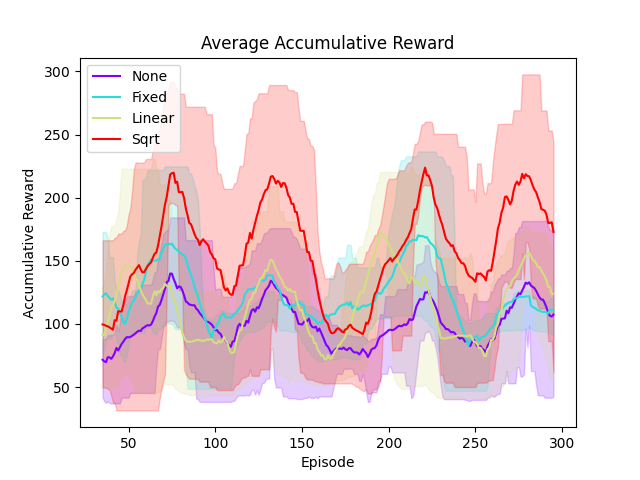 Average Accumulative Reward
None
Fixed
Linear
Sqrt
Accumulative Reward
300
250
200
150
100
50
50 100 150 200 250 300
Episode